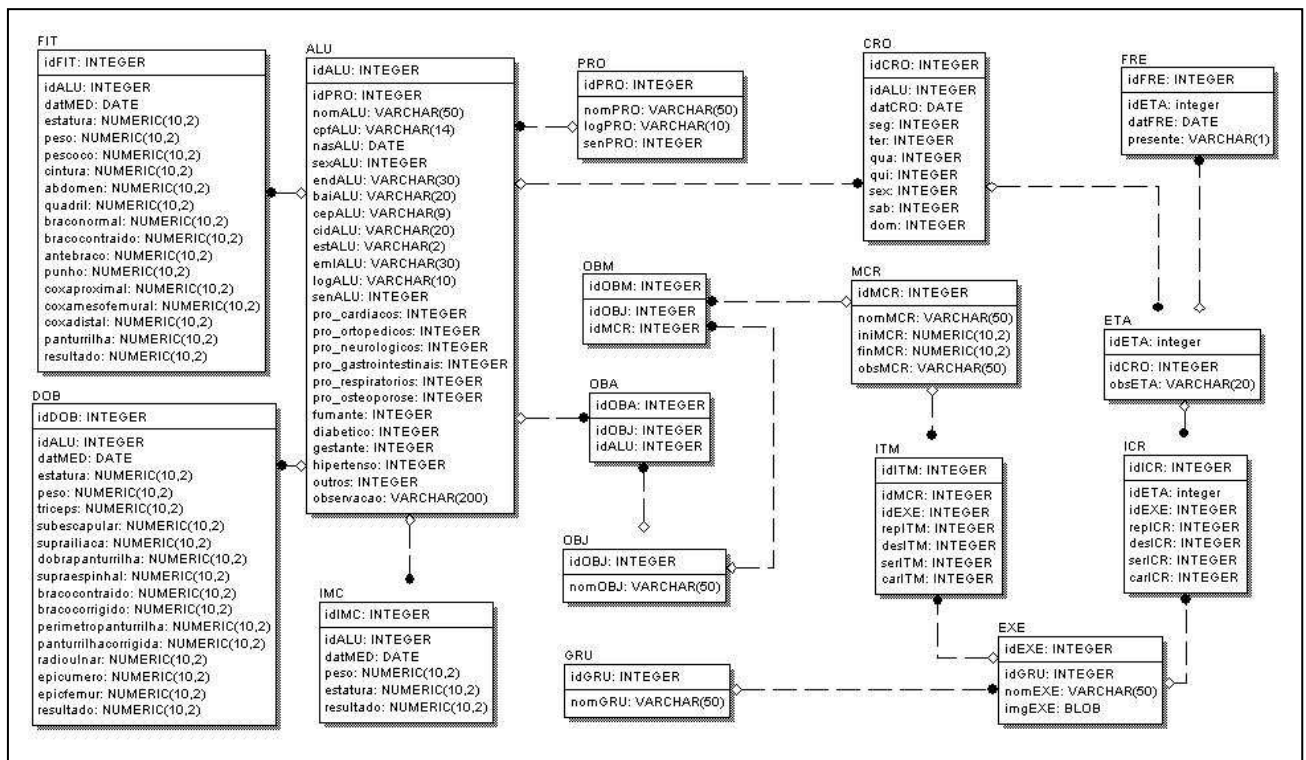 FIT
idFIT: INTEGER
idALU: INTEGER
datMED: DATE
estatura: NUMERIC(10,2)
peso: NUMERIC(10,2)
pescoco: NUMERIC(10,2)
cintura: NUMERIC(10,2)
abdomen: NUMERIC(10,2)
quadril: NUMERIC(10,2)
braconormal: NUMERIC(10,2)
bracocontraido: NUMERIC(10,2)
antebraco: NUMERIC(10,2)
punho: NUMERIC(10,2)
coxaproximal: NUMERIC(10,2)
coxamesofemural: NUMERIC(10,2)
coxadistal: NUMERIC(10,2)
panturrilha: NUMERIC(10,2)
resultado: NUMERIC(10,2)
DOB
idDOB: INTEGER
idALU: INTEGER
datMED: DATE
estatura: NUMERIC(10,2)
peso: NUMERIC(10,2)
triceps: NUMERIC(10,2)
subescapular: NUMERIC(10,2)
suprailiaca: NUMERIC(10,2)
dobrapanturrilha: NUMERIC(10,2)
supraespinhal: NUMERIC(10,2)
bracocontraido: NUMERIC(10,2)
bracocorrigido: NUMERIC(10,2)
perimetropanturrilha: NUMERIC(10,2)
panturrilhacorrigida: NUMERIC(10,2)
radioulnar: NUMERIC(10,2)
epicumero: NUMERIC(10,2)
epicfemur: NUMERIC(10,2)
resultado: NUMERIC(10,2)
ALU
idALU: INTEGER
idPRO: INTEGER
nomALU: VARCHAR(50)
cpfALU: VARCHAR(14)
nasALU: DATE
sexALU: INTEGER
endALU: VARCHAR(30)
baiALU: VARCHAR(20)
cepALU: VARCHAR(9)
cidALU: VARCHAR(20)
estALU: VARCHAR(2)
emlALU: VARCHAR(30)
logALU: VARCHAR(10)
senALU: INTEGER
pro_cardiacos: INTEGER
pro_ortopedicos: INTEGER
pro_neurologicos: INTEGER
pro_gastrointestinais: INTEGER
pro_respiratorios: INTEGER
pro_osteoporose: INTEGER
fumante: INTEGER
diabetico: INTEGER
gestante: INTEGER
hipertenso: INTEGER
outros: INTEGER
observacao: VARCHAR(200)
IMC
idIMC: INTEGER
idALU: INTEGER
datMED: DATE
peso: NUMERIC(10,2)
estatura: NUMERIC(10,2)
resultado: NUMERIC(10,2)
PRO
idPRO: INTEGER
nomPRO: VARCHAR(50)
logPRO: VARCHAR(10)
senPRO: INTEGER
OBM
idOBM: INTEGER
idOBJ: INTEGER
idMCR: INTEGER
OBA
idOBA: INTEGER
idOBJ: INTEGER
idALU: INTEGER
OBJ
idOBJ: INTEGER
nomOBJ: VARCHAR(50)
GRU
idGRU: INTEGER
nomGRU: VARCHAR(50)
CRO
idCRO: INTEGER
idALU: INTEGER
datCRO: DATE
seg: INTEGER
ter: INTEGER
qua: INTEGER
qui: INTEGER
sex: INTEGER
sab: INTEGER
dom: INTEGER
MCR
idMCR: INTEGER
nomMCR: VARCHAR(50)
iniMCR: NUMERIC(10,2)
finMCR: NUMERIC(10,2)
obsMCR: VARCHAR(50)
ITM
idITM: INTEGER
idMCR: INTEGER
idEXE: INTEGER
repITM: INTEGER
desITM: INTEGER
serITM: INTEGER
carITM: INTEGER
FRE
idFRE: INTEGER
idETA: integer
datFRE: DATE
presente: VARCHAR(1)
ETA
idETA: integer
idCRO: INTEGER
obsETA: VARCHAR(20)
ICR
idICR: INTEGER
idETA: integer
idEXE: INTEGER
repICR: INTEGER
desICR: INTEGER
serICR: INTEGER
carICR: INTEGER
EXE
idEXE: INTEGER
idGRU: INTEGER
nomEXE: VARCHAR(50)
imgEXE: BLOB